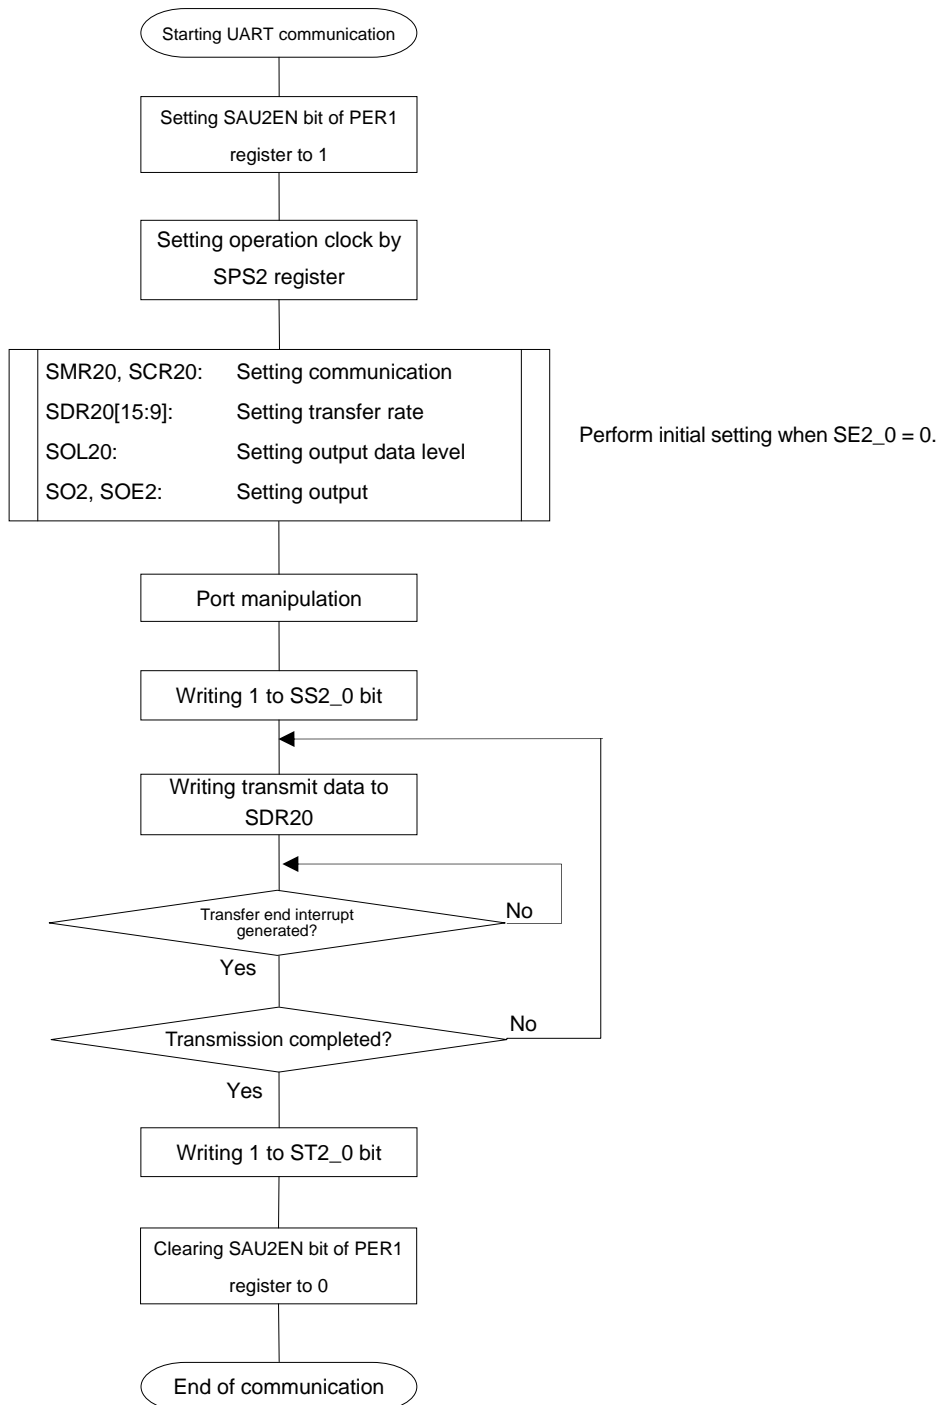 Starting UART communication
Setting SAU2EN bit of PER1
register to 1
Setting operation clock by
SPS2 register
SMR20, SCR20: Setting communication
SDR20[15:9]: Setting transfer rate
SOL20: Setting output data level
SO2, SOE2: Setting output
Perform initial setting when SE2_0 = 0.
Port manipulation
Writing 1 to SS2_0 bit
Writing transmit data to
SDR20
Transfer end interrupt
generated?
No
Yes
Transmission completed?
No
Yes
Writing 1 to ST2_0 bit
Clearing SAU2EN bit of PER1
register to 0
End of communication